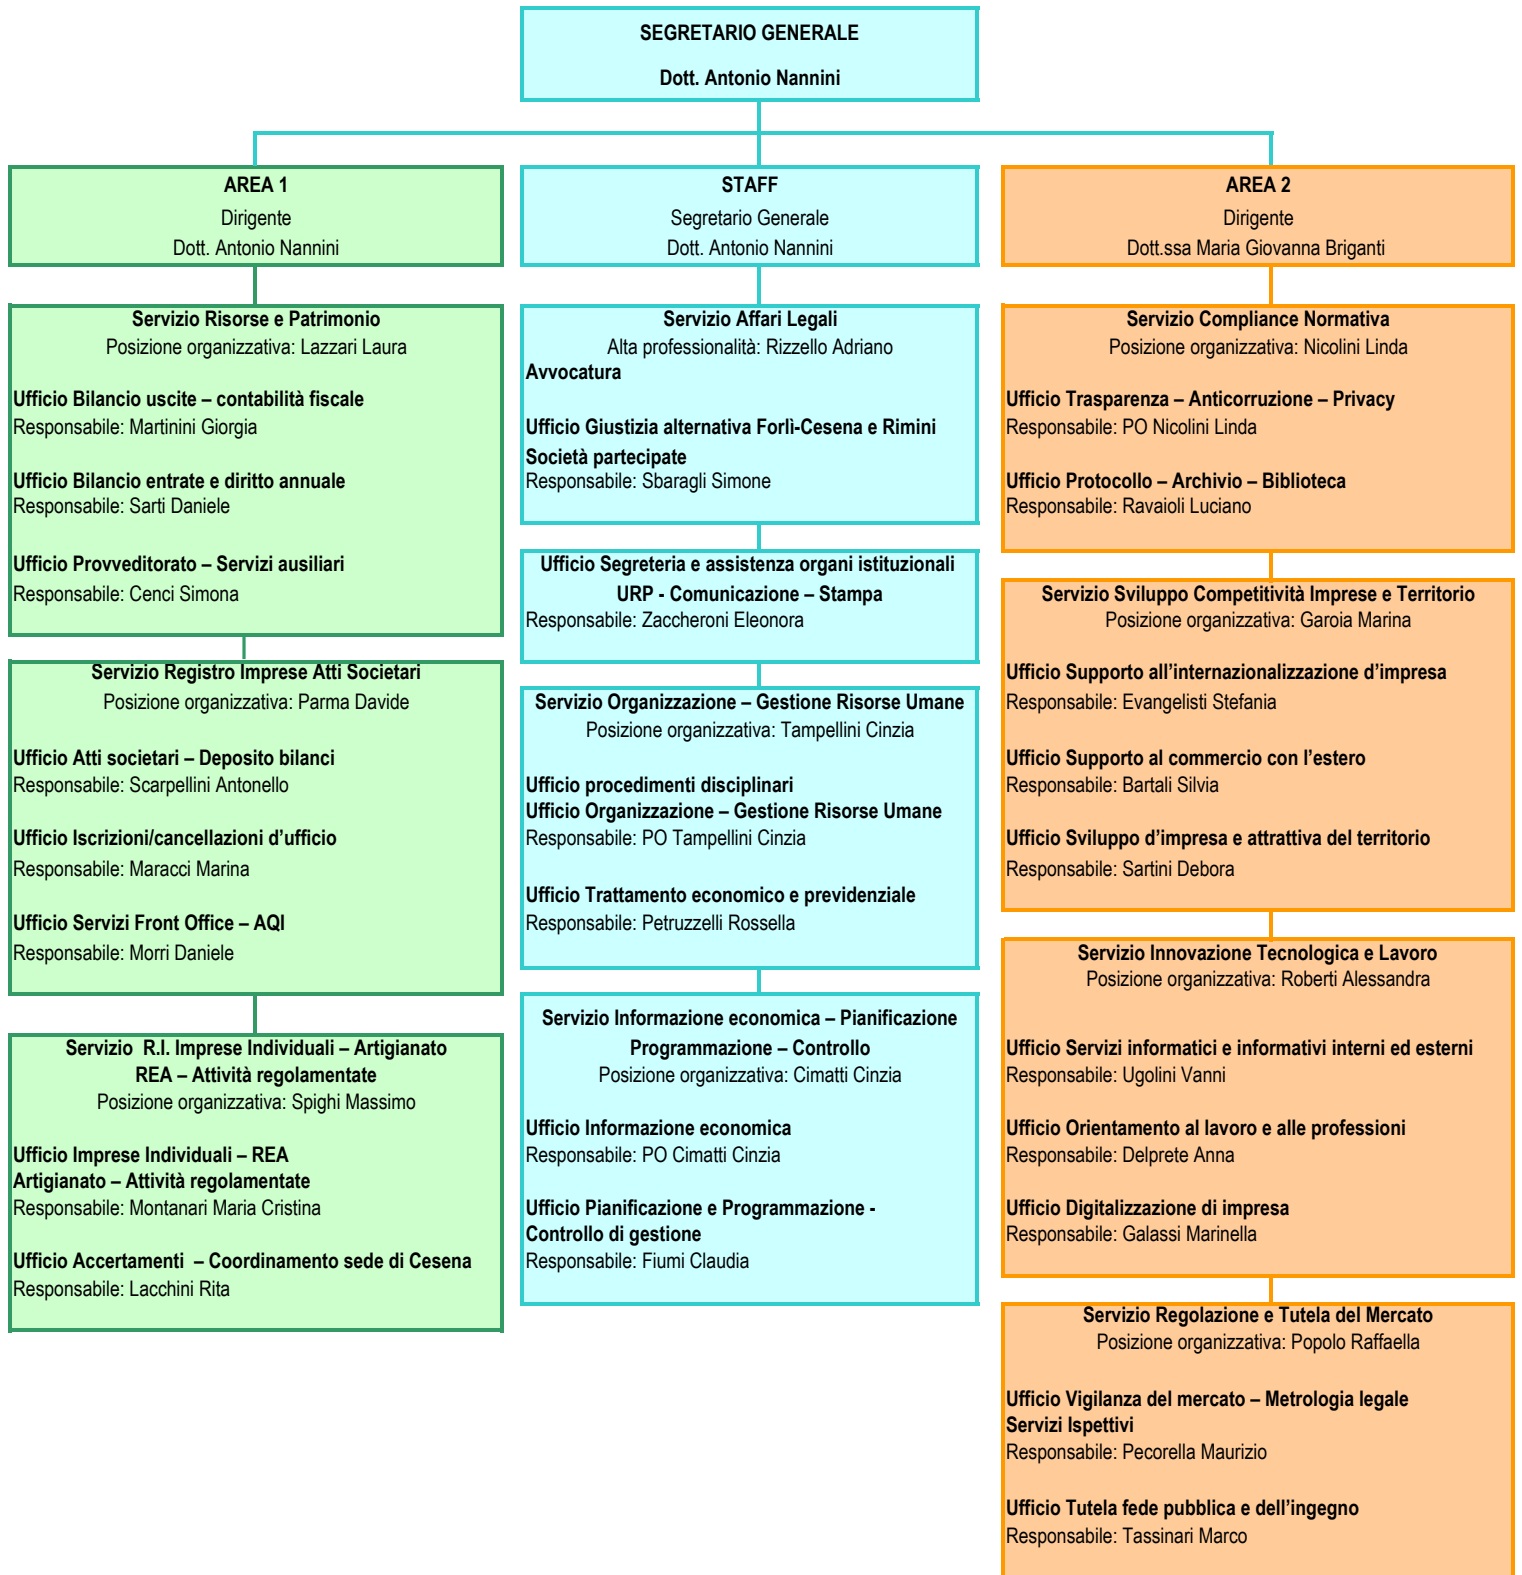 SEGRETARIO GENERALE
Dott. Antonio Nannini
AREA 1
Dirigente
Dott. Antonio Nannini
STAFF
Segretario Generale
Dott. Antonio Nannini
AREA 2
Dirigente
Dott.ssa Maria Giovanna Briganti
Servizio Risorse e Patrimonio
Posizione organizzativa: Lazzari Laura
Ufficio Bilancio uscite – contabilità fiscale
Responsabile: Martinini Giorgia
Ufficio Bilancio entrate e diritto annuale
Responsabile: Sarti Daniele
Ufficio Provveditorato – Servizi ausiliari
Responsabile: Cenci Simona
Servizio Registro Imprese Atti Societari
Posizione organizzativa: Parma Davide
Ufficio Atti societari – Deposito bilanci
Responsabile: Scarpellini Antonello
Ufficio Iscrizioni/cancellazioni d’ufficio
Responsabile: Maracci Marina
Ufficio Servizi Front Office – AQI
Responsabile: Morri Daniele
Servizio R.I. Imprese Individuali – Artigianato
REA – Attività regolamentate
Posizione organizzativa: Spighi Massimo
Ufficio Imprese Individuali – REA
Artigianato – Attività regolamentate
Responsabile: Montanari Maria Cristina
Ufficio Accertamenti – Coordinamento sede di Cesena
Responsabile: Lacchini Rita
Servizio Affari Legali
Alta professionalità: Rizzello Adriano
Avvocatura
Ufficio Giustizia alternativa Forlì-Cesena e Rimini
Società partecipate
Responsabile: Sbaragli Simone
Ufficio Segreteria e assistenza organi istituzionali
URP - Comunicazione – Stampa
Responsabile: Zaccheroni Eleonora
Servizio Organizzazione – Gestione Risorse Umane
Posizione organizzativa: Tampellini Cinzia
Ufficio procedimenti disciplinari
Ufficio Organizzazione – Gestione Risorse Umane
Responsabile: PO Tampellini Cinzia
Ufficio Trattamento economico e previdenziale
Responsabile: Petruzzelli Rossella
Servizio Informazione economica – Pianificazione
Programmazione – Controllo
Posizione organizzativa: Cimatti Cinzia
Ufficio Informazione economica
Responsabile: PO Cimatti Cinzia
Ufficio Pianificazione e Programmazione -
Controllo di gestione
Responsabile: Fiumi Claudia
Servizio Compliance Normativa
Posizione organizzativa: Nicolini Linda
Ufficio Trasparenza – Anticorruzione – Privacy
Responsabile: PO Nicolini Linda
Ufficio Protocollo – Archivio – Biblioteca
Responsabile: Ravaioli Luciano
Servizio Sviluppo Competitività Imprese e Territorio
Posizione organizzativa: Garoia Marina
Ufficio Supporto all’internazionalizzazione d’impresa
Responsabile: Evangelisti Stefania
Ufficio Supporto al commercio con l’estero
Responsabile: Bartali Silvia
Ufficio Sviluppo d’impresa e attrattiva del territorio
Responsabile: Sartini Debora
Servizio Innovazione Tecnologica e Lavoro
Posizione organizzativa: Roberti Alessandra
Ufficio Servizi informatici e informativi interni ed esterni
Responsabile: Ugolini Vanni
Ufficio Orientamento al lavoro e alle professioni
Responsabile: Delprete Anna
Ufficio Digitalizzazione di impresa
Responsabile: Galassi Marinella
Servizio Regolazione e Tutela del Mercato
Posizione organizzativa: Popolo Raffaella
Ufficio Vigilanza del mercato – Metrologia legale
Servizi Ispettivi
Responsabile: Pecorella Maurizio
Ufficio Tutela fede pubblica e dell’ingegno
Responsabile: Tassinari Marco